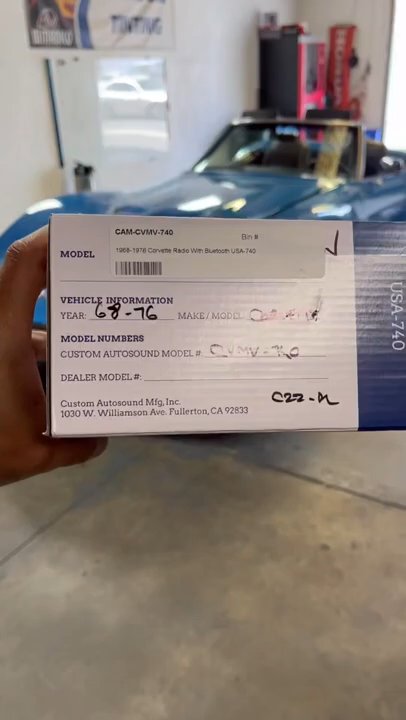 TINTING
HONDA
CAM-CVMV-740
Bin #
1968-1976 Corvette Radio With Bluetooth USA-740
MODEL
VEHICLE INFORMATION
YEAR: 68-76 MAKE/MODEL
MODEL NUMBERS
CUSTOM AUTOSOUND MODEL #: CVMV-740
DEALER MODEL#:
Custom Autosound Mfg, Inc.
1030 W. Williamson Ave. Fullerton, CA 92833
USA-740